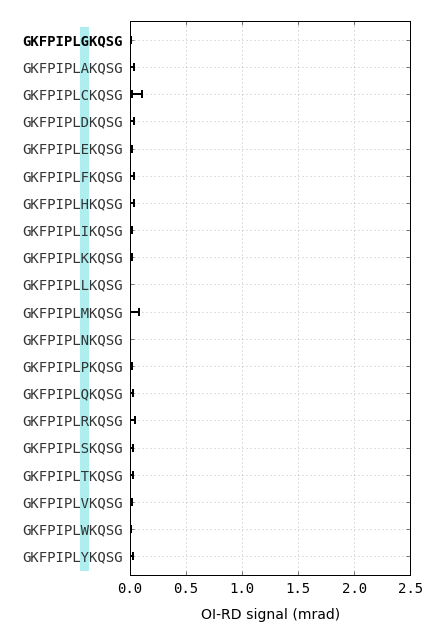 GKFPIPLGKQSG
GKFPIPLAKQSG
GKFPIPLCKQSG
GKFPIPLDKQSG
GKFPIPLEKQSG
GKFPIPLFKQSG
GKFPIPLHKQSG
GKFPIPLIKQSG
GKFPIPLKKQSG
GKFPIPLLKQSG
GKFPIPLMKQSG
GKFPIPLNKQSG
GKFPIPLPKQSG
GKFPIPLQKQSG
GKFPIPLRKQSG
GKFPIPLSKQSG
GKFPIPLTKQSG
GKFPIPLVKQSG
GKFPIPLWKQSG
GKFPIPLYKQSG
0.0 0.5 1.0 1.5 2.0 2.5
OI-RD signal (mrad)